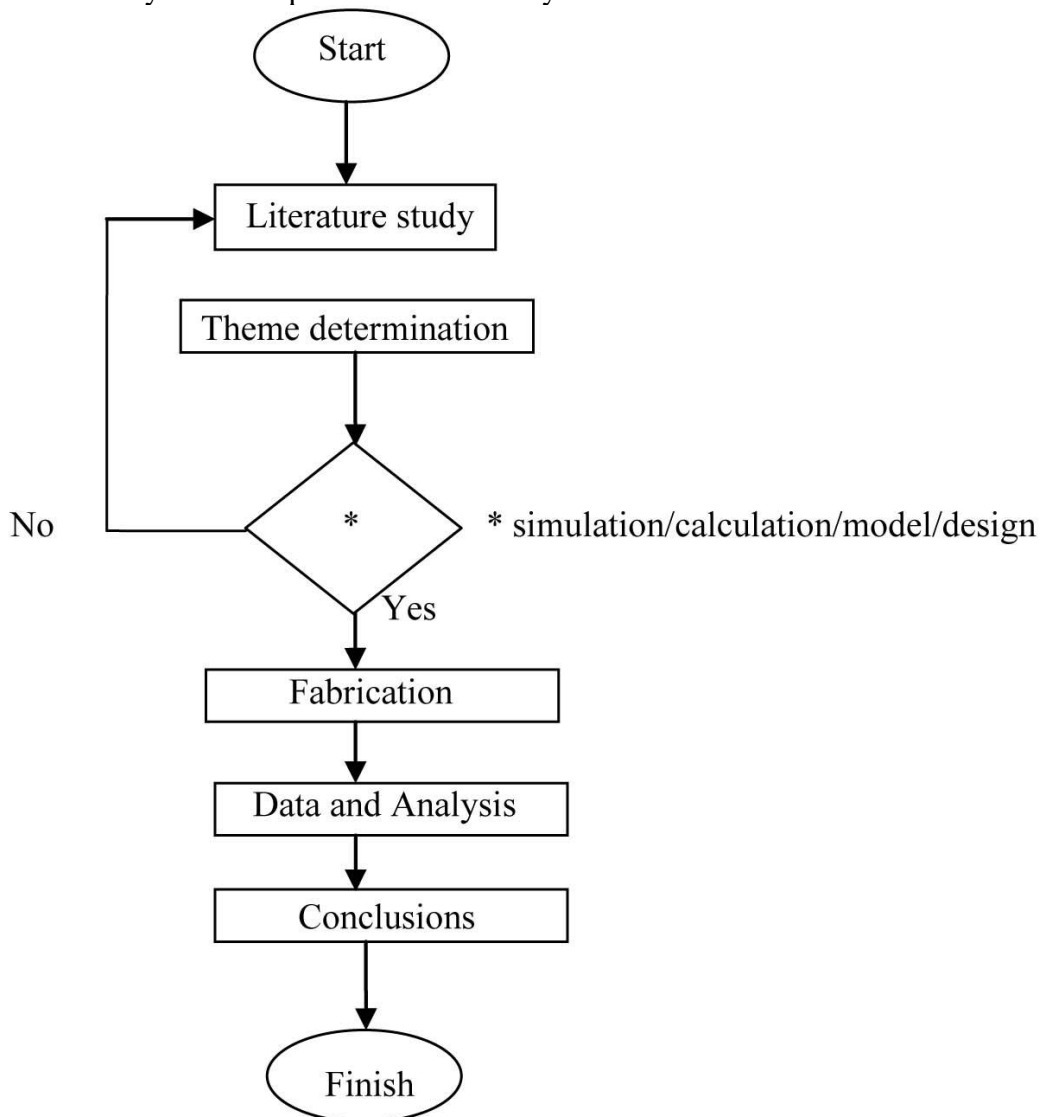 Start
Literature study
Theme determination
No
*
* simulation/calculation/model/design
Yes
Fabrication
Data and Analysis
Conclusions
Finish